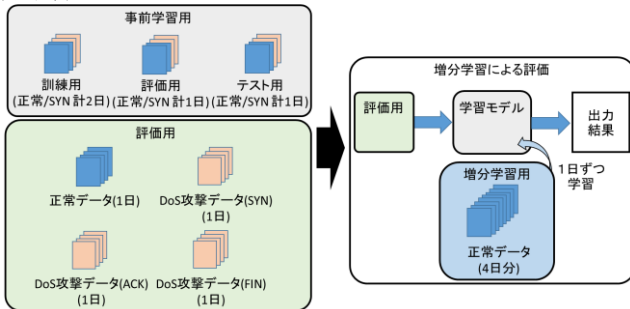 事前学習用
訓練用
(正常/SYN 計2日)
評価用
(正常/SYN 計1日)
テスト用
(正常/SYN 計1日)
評価用
正常データ(1日)
DoS攻撃データ(SYN)
(1日)
DoS攻撃データ(ACK)
(1日)
DoS攻撃データ(FIN)
(1日)
増分学習による評価
評価用
学習モデル
出力
結果
1日ずつ
学習
増分学習用
正常データ
(4日分)